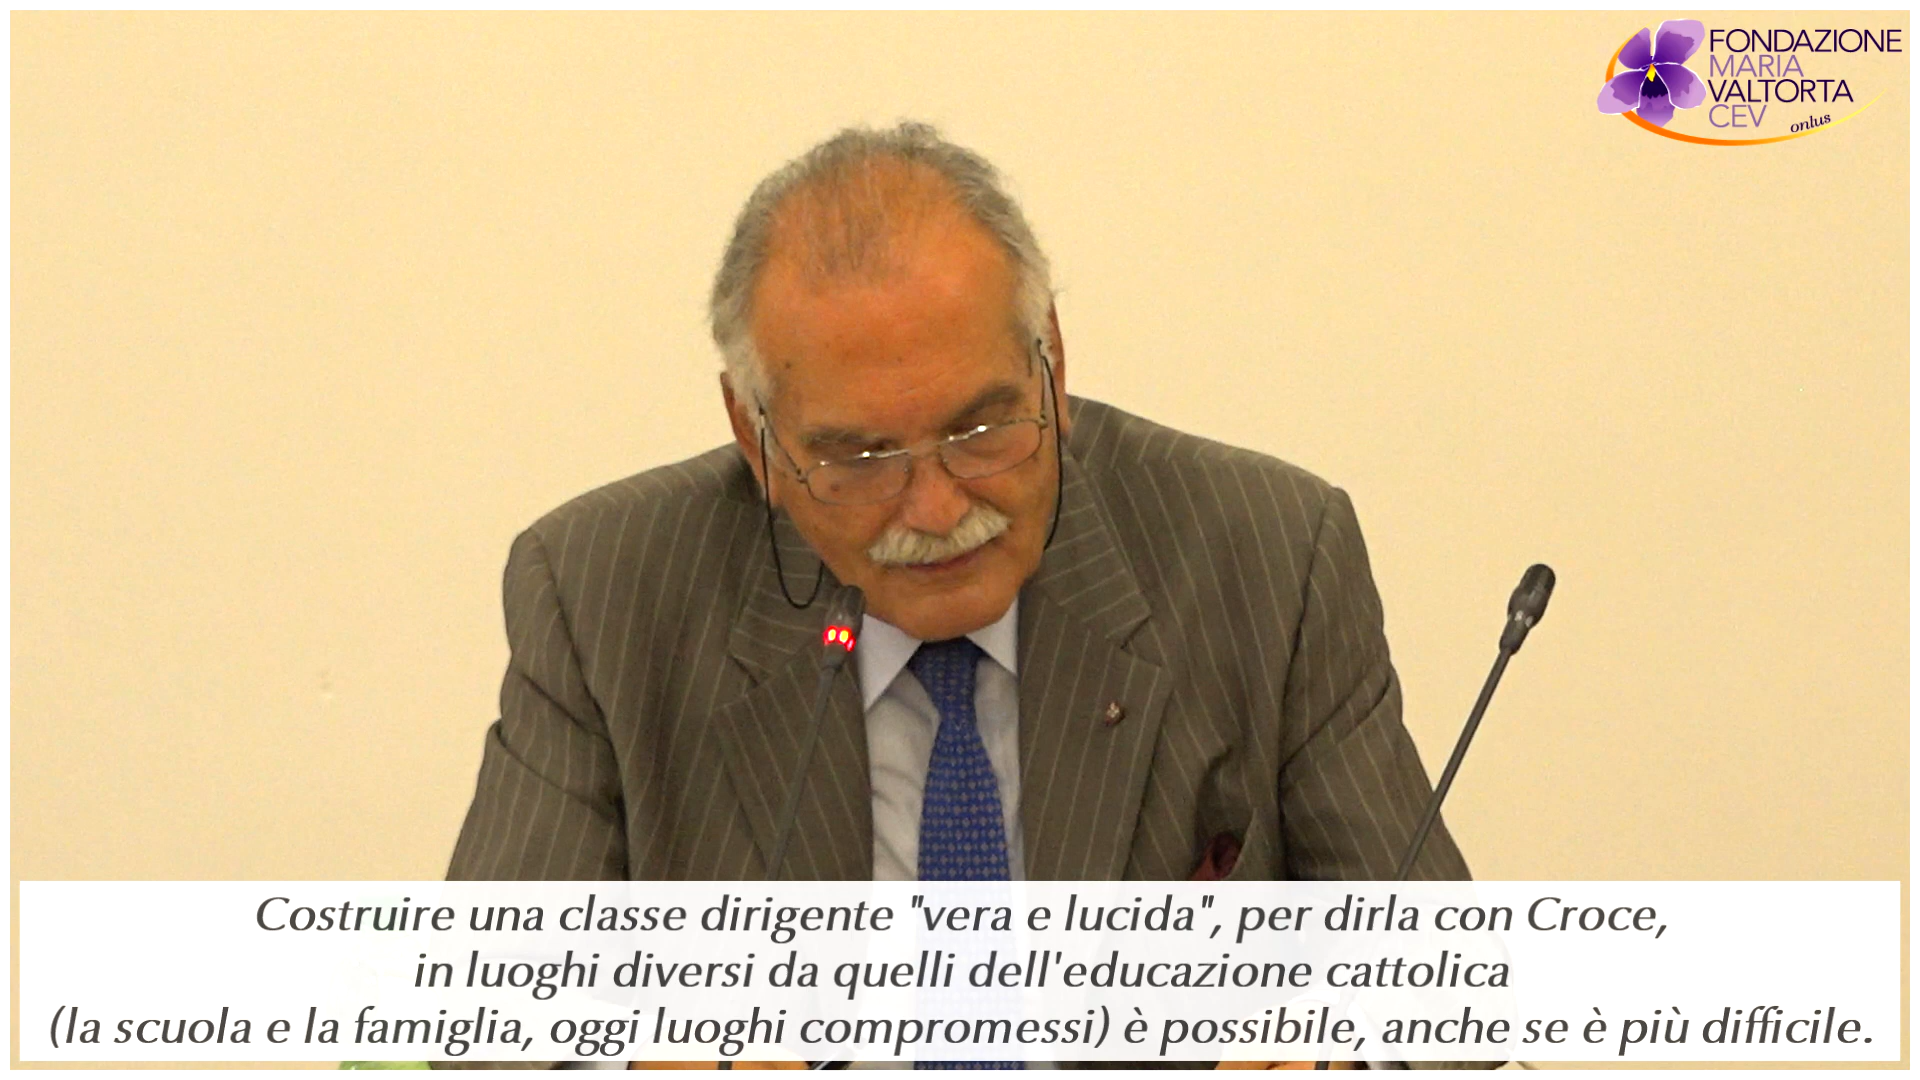 FONDAZIONE
MARIA
VALTORTA
CEV
onlus
Costruire una classe dirigente "vera e lucida", per dirla con Croce,
in luoghi diversi da quelli dell'educazione cattolica
(la scuola e la famiglia, oggi luoghi compromessi) è possibile, anche se è più difficile.